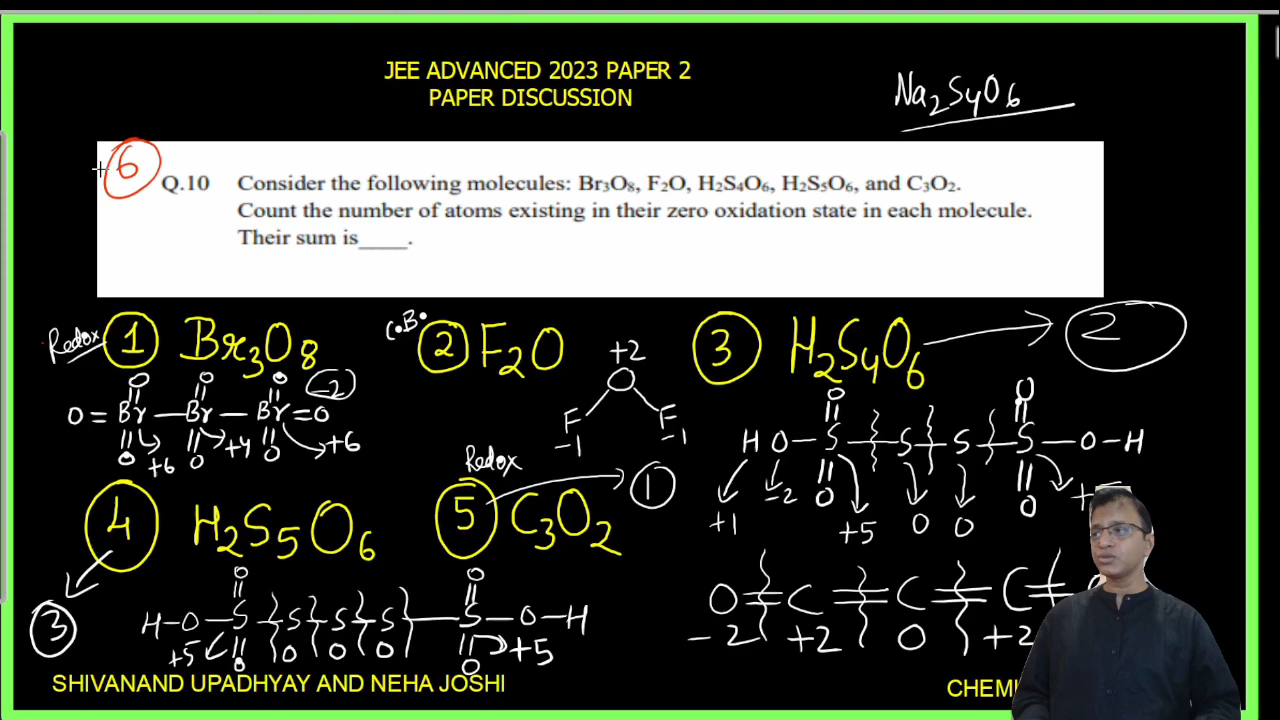 JEE ADVANCED 2023 PAPER 2
PAPER DISCUSSION
Na₂S₄O₆
+6
Q.10 Consider the following molecules: Br₃O₈, F₂O, H₂S₄O₆, H₂S₅O₆, and C₃O₂.
Count the number of atoms existing in their zero oxidation state in each molecule.
Their sum is____.
Redox 1 Br₃O₈
C.B. 2 F₂O
3 H₂S₄O₆ → 2
O O O -2
O=Br—Br—Br=O
O O O
+6 +4 +6
+2
O
F F
-1 -1
O O
H O—S—S—S—S—O—H
O O
+1 -2 +5 0 0
4 H₂S₅O₆
Redox
5 C₃O₂ → 1
3
O O
H—O—S—S—S—S—S—O—H
O O
+5 0 0 0 +5
O=C=C=C=
-2 +2 0 +2
SHIVANAND UPADHYAY AND NEHA JOSHI